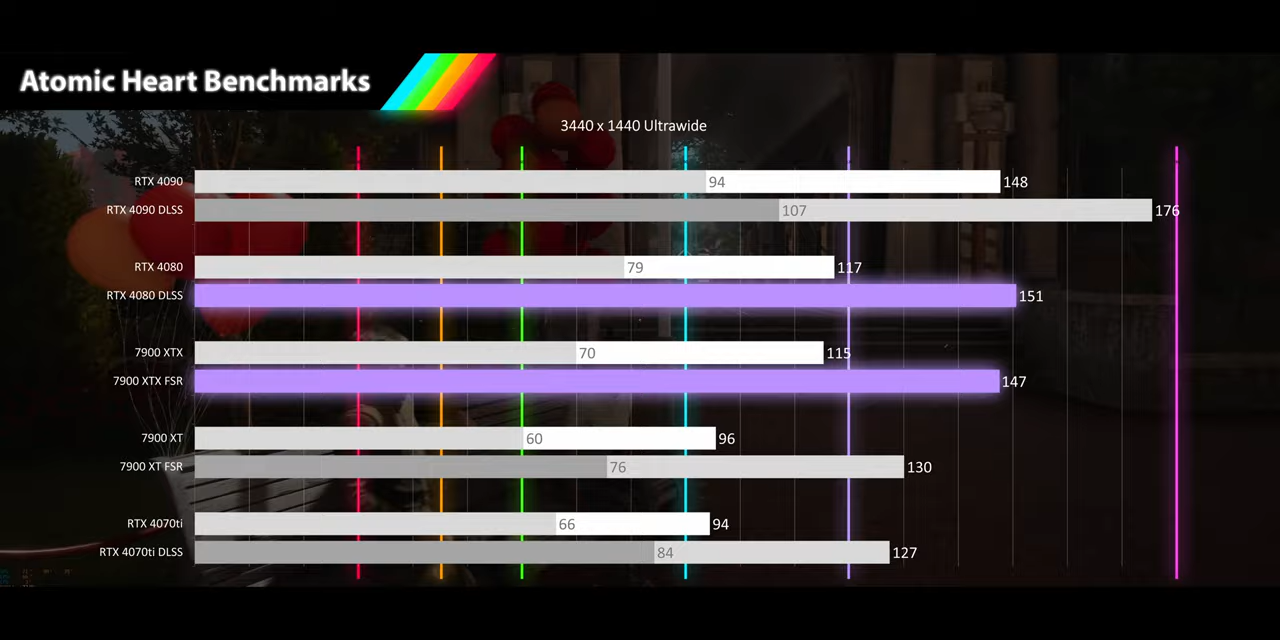 Atomic Heart Benchmarks
3440 x 1440 Ultrawide
RTX 4090 94 148
RTX 4090 DLSS 107 176
RTX 4080 79 117
RTX 4080 DLSS 151
7900 XTX 70 115
7900 XTX FSR 147
7900 XT 60 96
7900 XT FSR 76 130
RTX 4070ti 66 94
RTX 4070ti DLSS 84 127